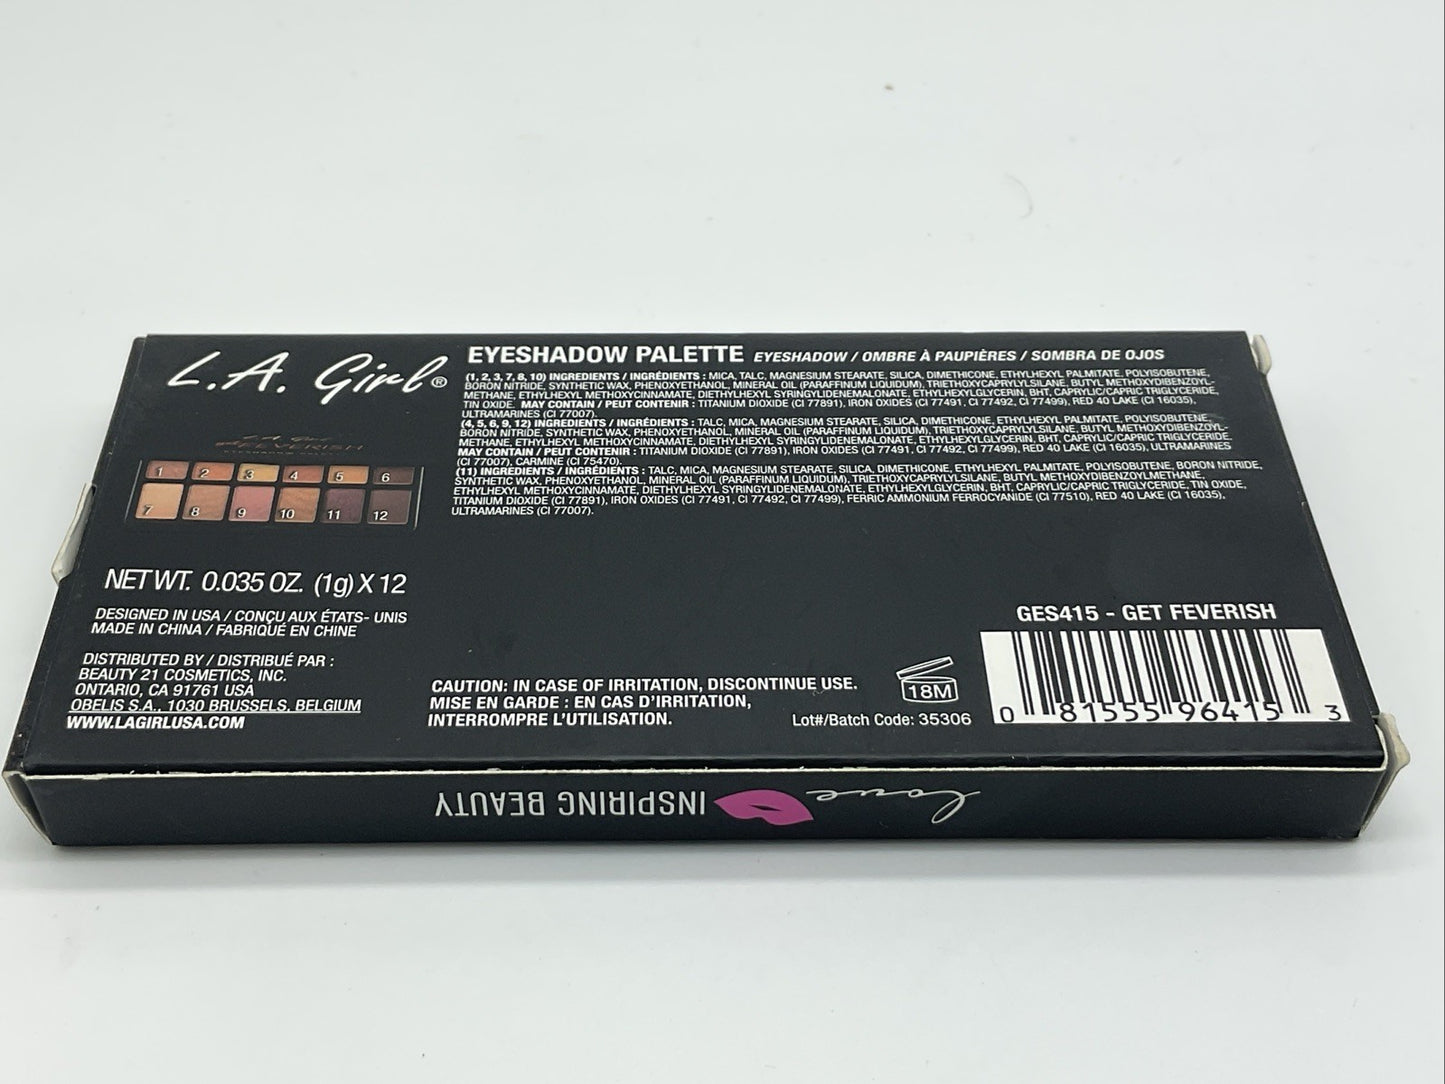 L.A. Girl®
EYESHADOW PALETTE EYESHADOW / OMBRE À PAUPIÈRES / SOMBRA DE OJOS
(1, 2, 3, 7, 8, 10) INGREDIENTS / INGRÉDIENTS : MICA, TALC, MAGNESIUM STEARATE, SILICA, DIMETHICONE, ETHYLHEXYL PALMITATE, POLYISOBUTENE,
BORON NITRIDE, SYNTHETIC WAX, PHENOXYETHANOL, MINERAL OIL (PARAFFINUM LIQUIDUM), TRIETHOXYCAPRYLYLSILANE, BUTYL METHOXYDIBENZOYL-
METHANE, ETHYLHEXYL METHOXYCINNAMATE, DIETHYLHEXYL SYRINGYLIDENEMALONATE, ETHYLHEXYLGLYCERIN, BHT, CAPRYLIC/CAPRIC TRIGLYCERIDE,
TIN OXIDE. MAY CONTAIN / PEUT CONTENIR : TITANIUM DIOXIDE (CI 77891), IRON OXIDES (CI 77491, CI 77492, CI 77499), RED 40 LAKE (CI 16035),
ULTRAMARINES (CI 77007).
(4, 5, 6, 9, 12) INGREDIENTS / INGRÉDIENTS : TALC, MICA, MAGNESIUM STEARATE, SILICA, DIMETHICONE, ETHYLHEXYL PALMITATE, POLYISOBUTENE,
BORON NITRIDE, SYNTHETIC WAX, PHENOXYETHANOL, MINERAL OIL (PARAFFINUM LIQUIDUM), TRIETHOXYCAPRYLYLSILANE, BUTYL METHOXYDIBENZOYL-
METHANE, ETHYLHEXYL METHOXYCINNAMATE, DIETHYLHEXYL SYRINGYLIDENEMALONATE, ETHYLHEXYLGLYCERIN, BHT, CAPRYLIC/CAPRIC TRIGLYCERIDE.
MAY CONTAIN / PEUT CONTENIR : TITANIUM DIOXIDE (CI 77891), IRON OXIDES (CI 77491, CI 77492, CI 77499), RED 40 LAKE (CI 16035), ULTRAMARINES
(CI 77007), CARMINE (CI 75470).
(11) INGREDIENTS / INGRÉDIENTS : TALC, MICA, MAGNESIUM STEARATE, SILICA, DIMETHICONE, ETHYLHEXYL PALMITATE, POLYISOBUTENE, BORON NITRIDE,
SYNTHETIC WAX, PHENOXYETHANOL, MINERAL OIL (PARAFFINUM LIQUIDUM), TRIETHOXYCAPRYLYLSILANE, BUTYL METHOXYDIBENZOYLMETHANE,
ETHYLHEXYL METHOXYCINNAMATE, DIETHYLHEXYL SYRINGYLIDENEMALONATE, ETHYLHEXYLGLYCERIN, BHT, CAPRYLIC/CAPRIC TRIGLYCERIDE, TIN OXIDE,
TITANIUM DIOXIDE (CI 77891), IRON OXIDES (CI 77491, CI 77492, CI 77499), FERRIC AMMONIUM FERROCYANIDE (CI 77510), RED 40 LAKE (CI 16035),
ULTRAMARINES (CI 77007).
1 2 3 4 5 6
7 8 9 10 11 12
NET WT. 0.035 OZ. (1g) X 12
DESIGNED IN USA / CONÇU AUX ÉTATS- UNIS
MADE IN CHINA / FABRIQUÉ EN CHINE
DISTRIBUTED BY / DISTRIBUÉ PAR :
BEAUTY 21 COSMETICS, INC.
ONTARIO, CA 91761 USA
OBELIS S.A., 1030 BRUSSELS, BELGIUM
WWW.LAGIRLUSA.COM
CAUTION: IN CASE OF IRRITATION, DISCONTINUE USE.
MISE EN GARDE : EN CAS D'IRRITATION,
INTERROMPRE L'UTILISATION.
18M
Lot#/Batch Code: 35306
GES415 - GET FEVERISH
0 81555 96415 3
love INSPIRING BEAUTY